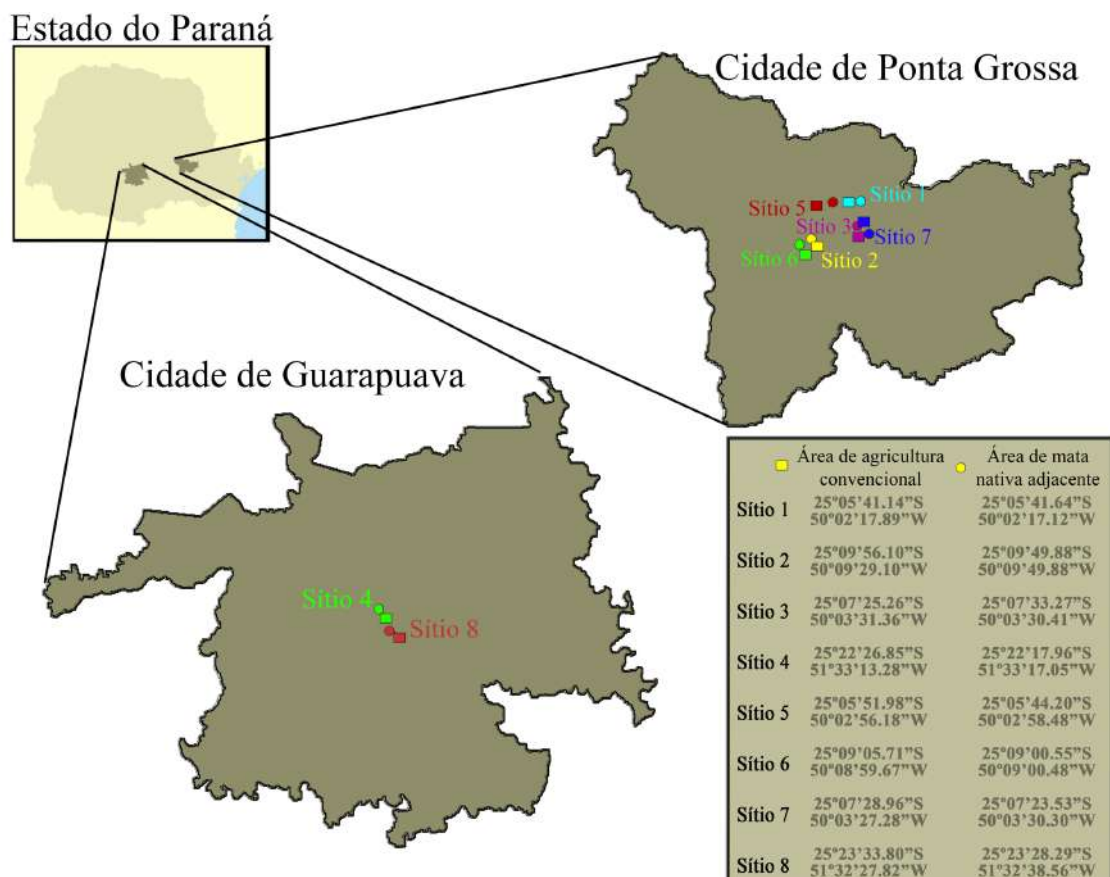 Estado do Paraná
Cidade de Ponta Grossa
Sítio 5
Sítio 1
Sítio 3
Sítio 7
Sítio 6
Sítio 2
Cidade de Guarapuava
Sítio 4
Sítio 8
Área de agricultura
convencional
Área de mata
nativa adjacente
Sítio 1
25°05'41.14”S
50°02'17.89”W
25°05'41.64”S
50°02'17.12”W
Sítio 2
25°09'56.10”S
50°09'29.10”W
25°09'49.88”S
50°09'49.88”W
Sítio 3
25°07'25.26”S
50°03'31.36”W
25°07'33.27”S
50°03'30.41”W
Sítio 4
25°22'26.85”S
51°33'13.28”W
25°22'17.96”S
51°33'17.05”W
Sítio 5
25°05'51.98”S
50°02'56.18”W
25°05'44.20”S
50°02'58.48”W
Sítio 6
25°09'05.71”S
50°08'59.67”W
25°09'00.55”S
50°09'00.48”W
Sítio 7
25°07'28.96”S
50°03'27.28”W
25°07'23.53”S
50°03'30.30”W
Sítio 8
25°23'33.80”S
51°32'27.82”W
25°23'28.29”S
51°32'38.56”W